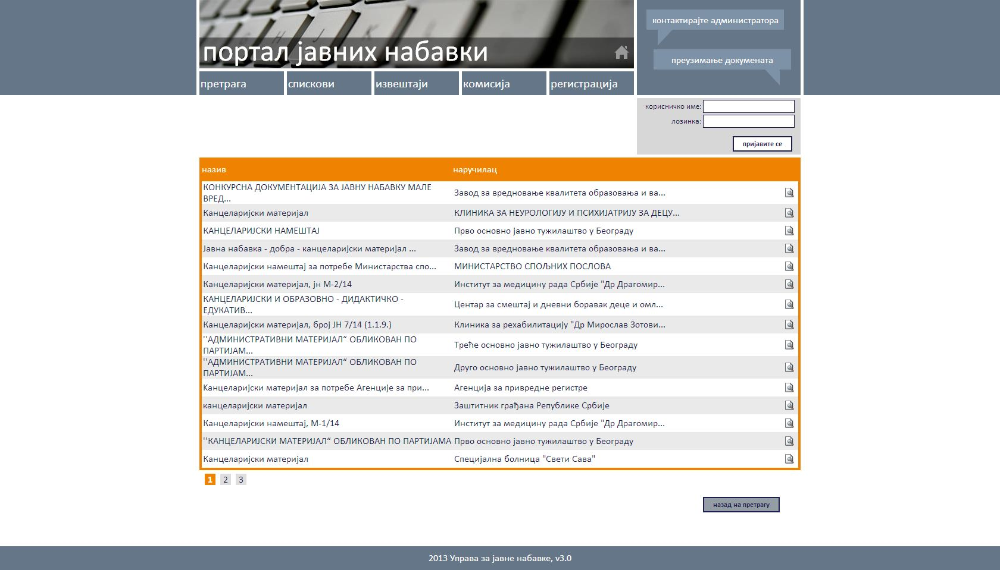 контактирајте администратора
портал јавних набавки
преузимање докумената
претрага спискови извештаји комисија регистрација
корисничко име:
лозинка:
пријавите се
назив наручилац
КОНКУРСНА ДОКУМЕНТАЦИЈА ЗА ЈАВНУ НАБАВКУ МАЛЕ
ВРЕД... Завод за вредновање квалитета образовања и ва...
Канцеларијски материјал КЛИНИКА ЗА НЕУРОЛОГИЈУ И ПСИХИЈАТРИЈУ ЗА ДЕЦУ...
КАНЦЕЛАРИЈСКИ НАМЕШТАЈ Прво основно јавно тужилаштво у Београду
Јавна набавка - добра - канцеларијски материјал ... Завод за вредновање квалитета образовања и ва...
Канцеларијски намештај за потребе Министарства спо... МИНИСТАРСТВО СПОЉНИХ ПОСЛОВА
Канцеларијски материјал, јн М-2/14 Институт за медицину рада Србије "Др Драгомир...
КАНЦЕЛАРИЈСКИ И ОБРАЗОВНО - ДИДАКТИЧКО -
ЕДУКАТИВ... Центар за смештај и дневни боравак деце и омл...
Канцеларијски материјал, број ЈН 7/14 (1.1.9.) Клиника за рехабилитацију "Др Мирослав Зотови...
''АДМИНИСТРАТИВНИ МАТЕРИЈАЛ“ ОБЛИКОВАН ПО
ПАРТИЈАМ... Треће основно јавно тужилаштво у Београду
''АДМИНИСТРАТИВНИ МАТЕРИЈАЛ“ ОБЛИКОВАН ПО
ПАРТИЈАМ... Друго основно јавно тужилаштво у Београду
Канцеларијски материјал за потребе Агенције за при... Агенција за привредне регистре
канцеларијски материјал Заштитник грађана Републике Србије
Канцеларијски намештај, М-1/14 Институт за медицину рада Србије "Др Драгомир...
''КАНЦЕЛАРИЈСКИ МАТЕРИЈАЛ“ ОБЛИКОВАН ПО ПАРТИЈАМА Прво основно јавно тужилаштво у Београду
Канцеларијски материјал Специјална болница "Свети Сава"
1 2 3
назад на претрагу
2013 Управа за јавне набавке, v3.0